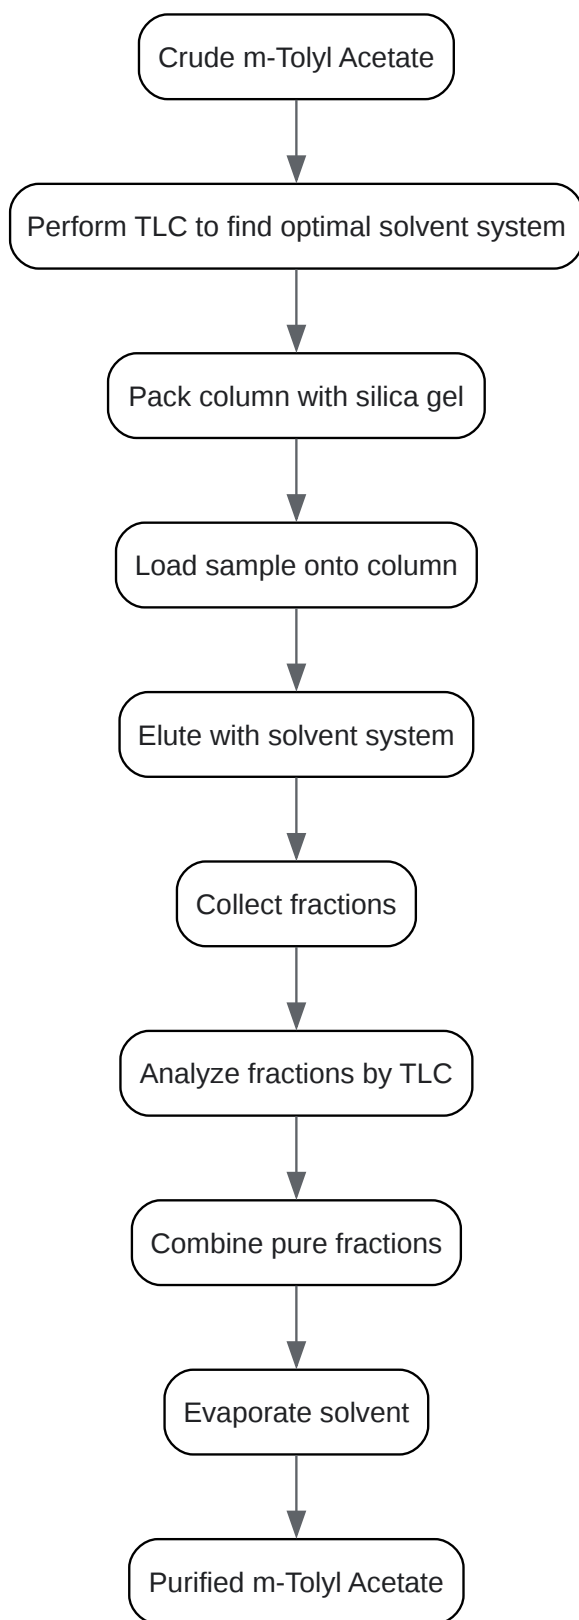 Crude m-Tolyl Acetate
Perform TLC to find optimal solvent system
Pack column with silica gel
Load sample onto column
Elute with solvent system
Collect fractions
Analyze fractions by TLC
Combine pure fractions
Evaporate solvent
Purified m-Tolyl Acetate